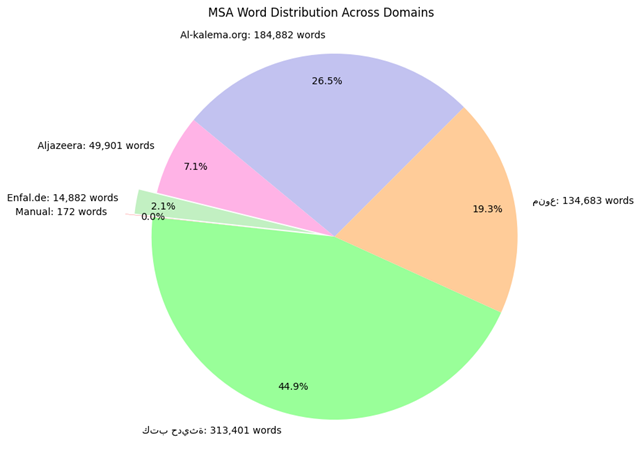 MSA Word Distribution Across Domains
Al-kalema.org: 184,882 words
26.5%
Aljazeera: 49,901 words
7.1%
Enfal.de: 14,882 words
2.1%
Manual: 172 words
0.0%
منوع: 134,683 words
19.3%
44.9%
كتب حديثة: 313,401 words